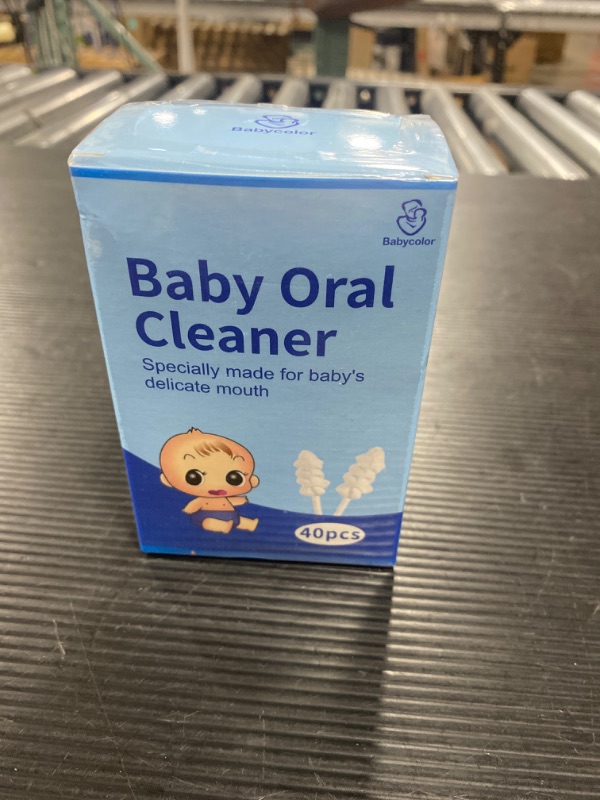 Babycolor
Babycolor
Baby Oral
Cleaner
Specially made for baby's
delicate mouth
40pcs